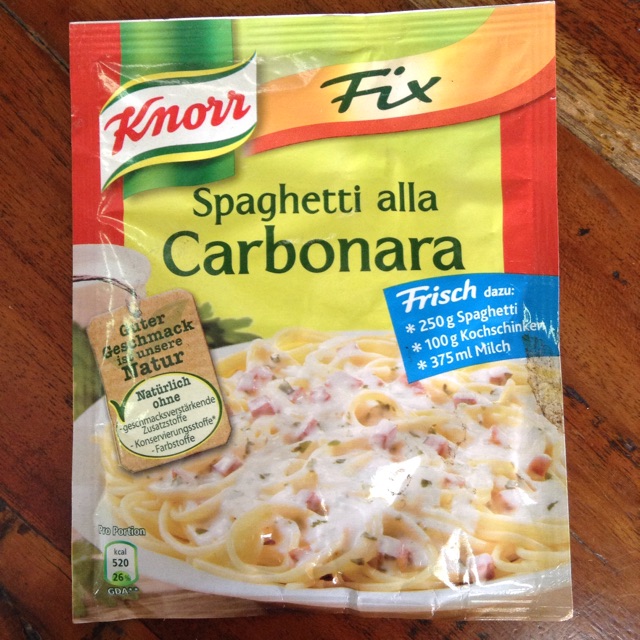 Knorr
Fix
Spaghetti alla
Carbonara
Frisch dazu:
* 250 g Spaghetti
* 100 g Kochschinken
* 375 ml Milch
Guter
Geschmack
ist unsere
Natur
Natürlich
ohne
-geschmacksverstärkende
Zusatzstoffe
- Konservierungsstoffe*
- Farbstoffe
Pro Portion
kcal
520
26%
GDA**